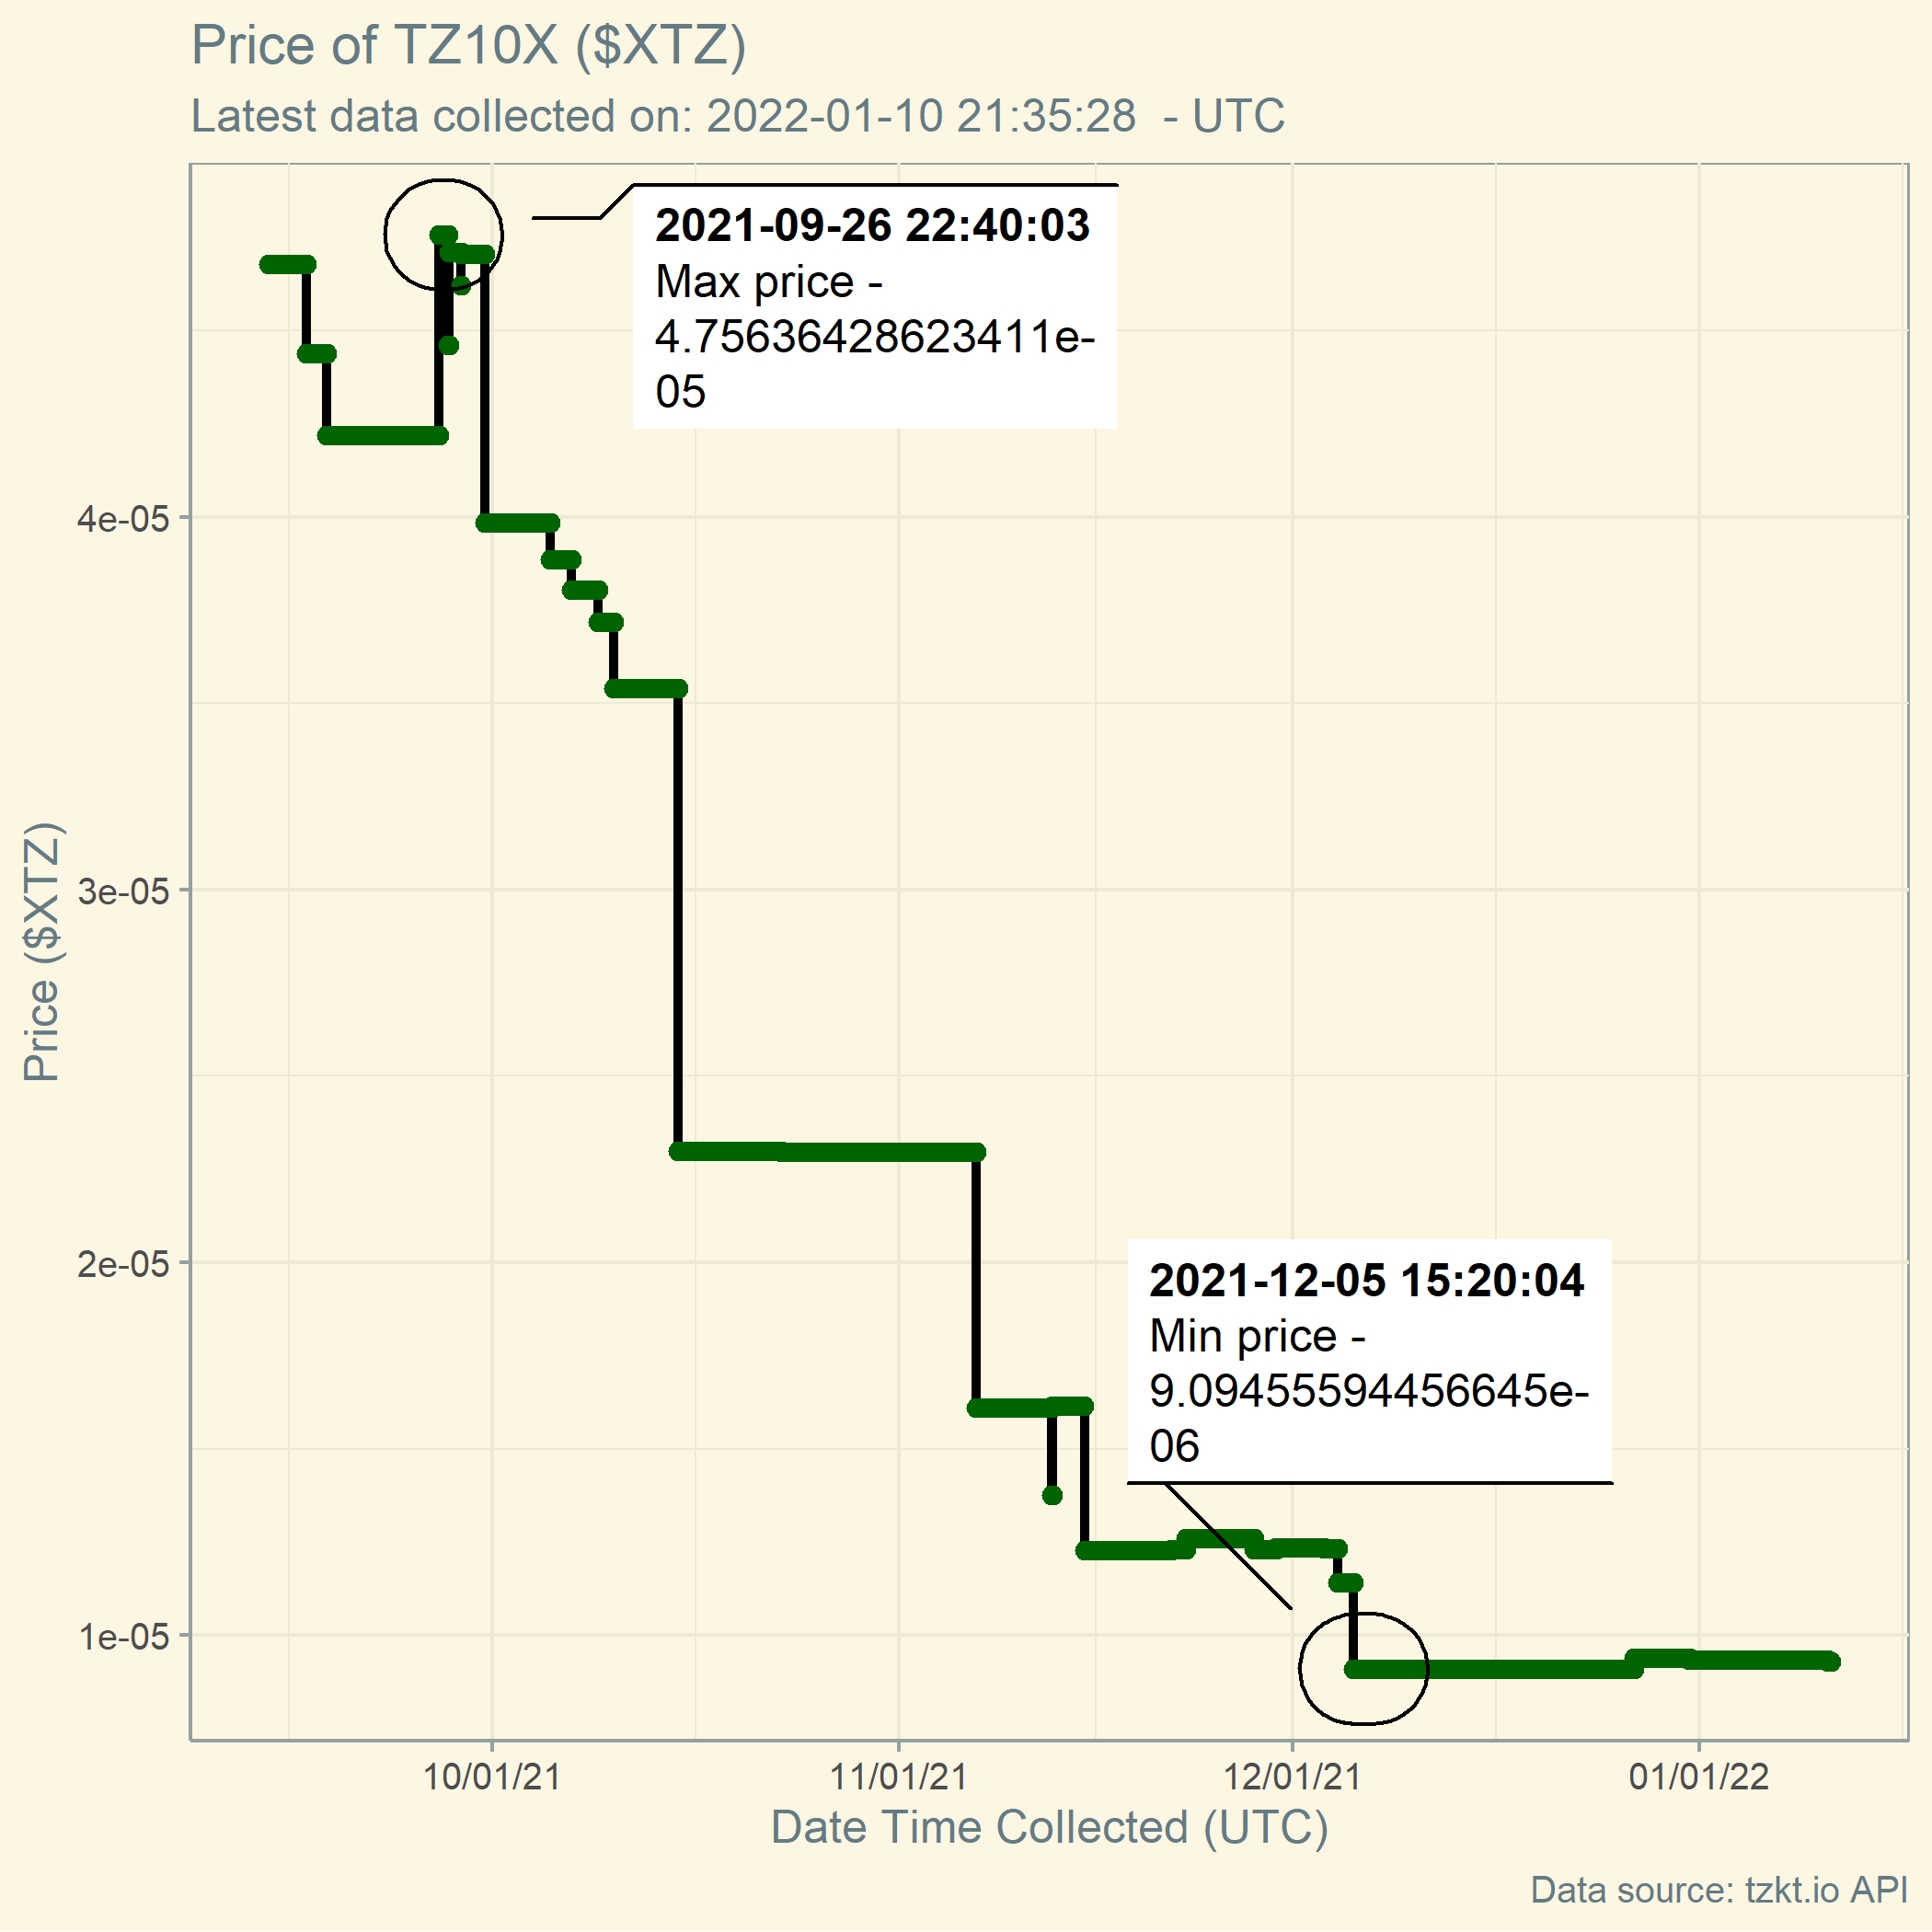 Price of TZ10X ($XTZ)
Latest data collected on: 2022-01-10 21:35:28  - UTC
2021-09-26 22:40:03
Max price -
4.75636428623411e-
05
Price ($XTZ)
4e-05
3e-05
2e-05
1e-05
2021-12-05 15:20:04
Min price -
9.09455594456645e-
06
10/01/21
11/01/21
12/01/21
01/01/22
Date Time Collected (UTC)
Data source: tzkt.io API